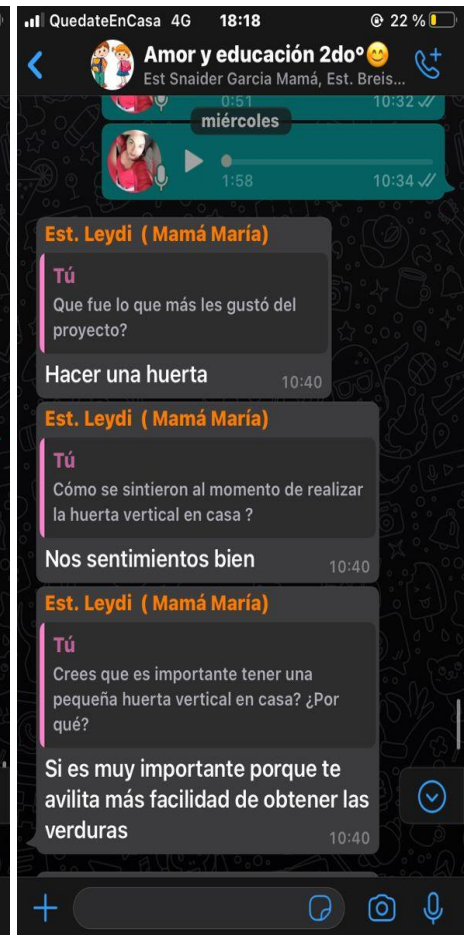 QuedateEnCasa 4G 18:18 22 %
Amor y educación 2do°
Est Snaider Garcia Mamá, Est. Breis...
0:51 10:32
miércoles
1:58 10:34
Est. Leydi ( Mamá María)
Tú
Que fue lo que más les gustó del
proyecto?
Hacer una huerta 10:40
Est. Leydi ( Mamá María)
Tú
Cómo se sintieron al momento de realizar
la huerta vertical en casa ?
Nos sentimientos bien 10:40
Est. Leydi ( Mamá María)
Tú
Crees que es importante tener una
pequeña huerta vertical en casa? ¿Por
qué?
Si es muy importante porque te
avilita más facilidad de obtener las
verduras 10:40